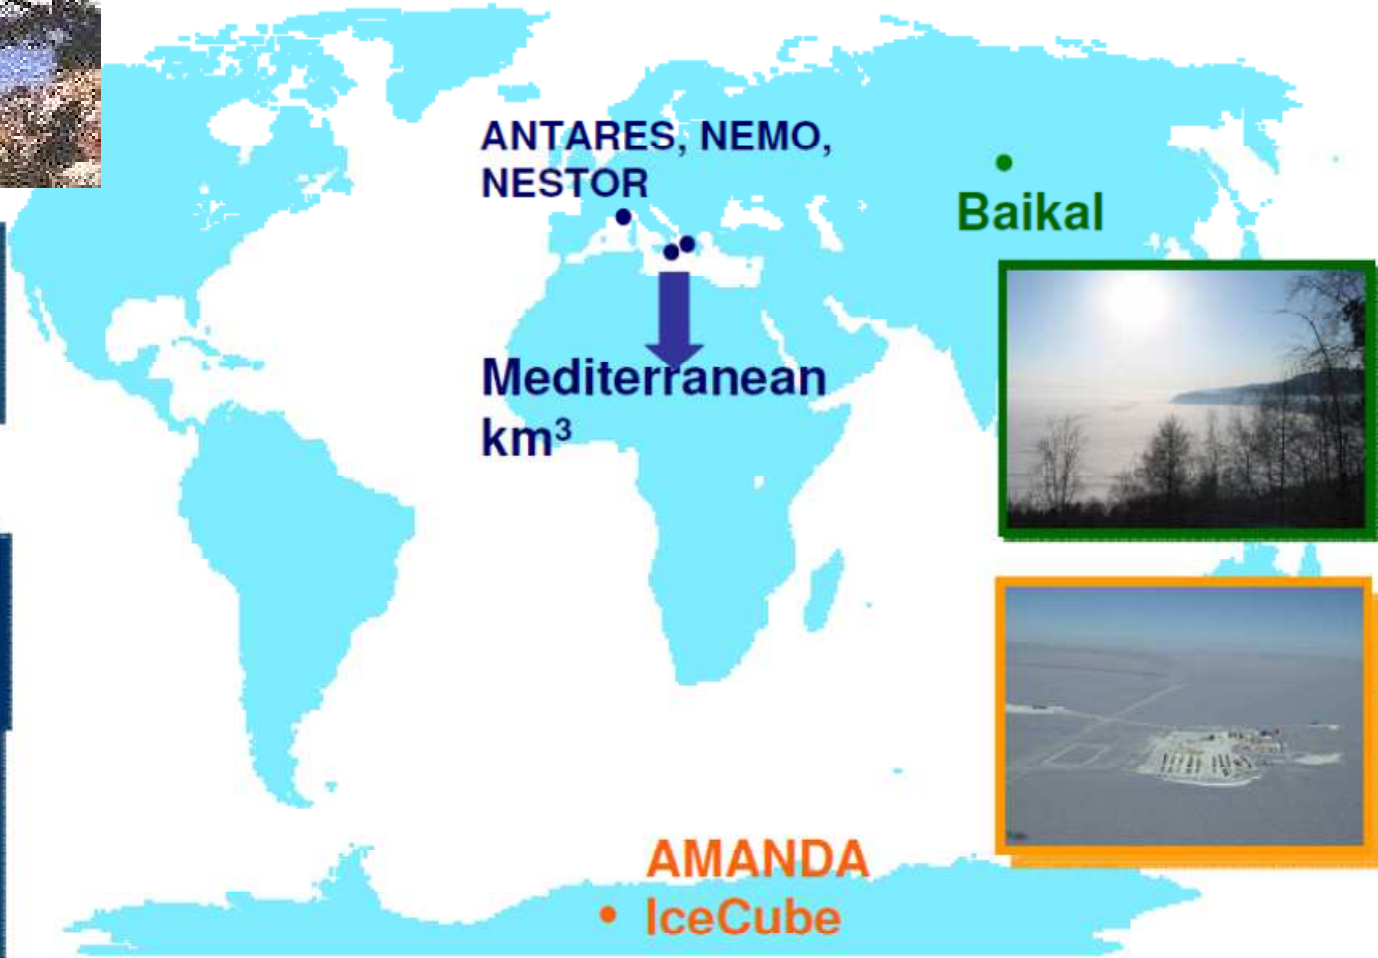 ANTARES, NEMO,
NESTOR
Baikal
Mediterranean
km³
AMANDA
IceCube